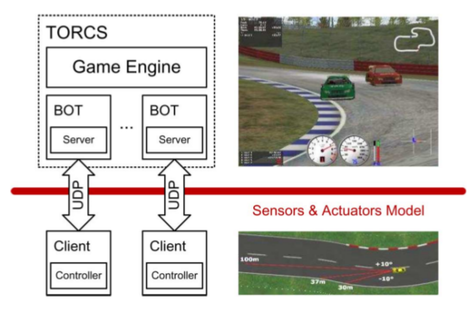 TORCS
Game Engine
BOT
BOT
Server
...
Server
UDP
UDP
Sensors & Actuators Model
Client
Client
Controller
Controller
100m
+10°
-10°
37m
30m